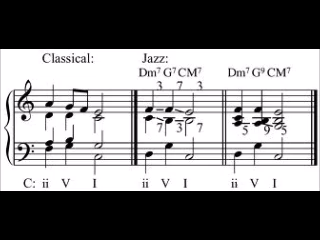 Classical: Jazz:
Dm7 G7 CM7 Dm7 G9 CM7
3 7 3
7 3 7 5 9 5
C: ii V I ii V I ii V I